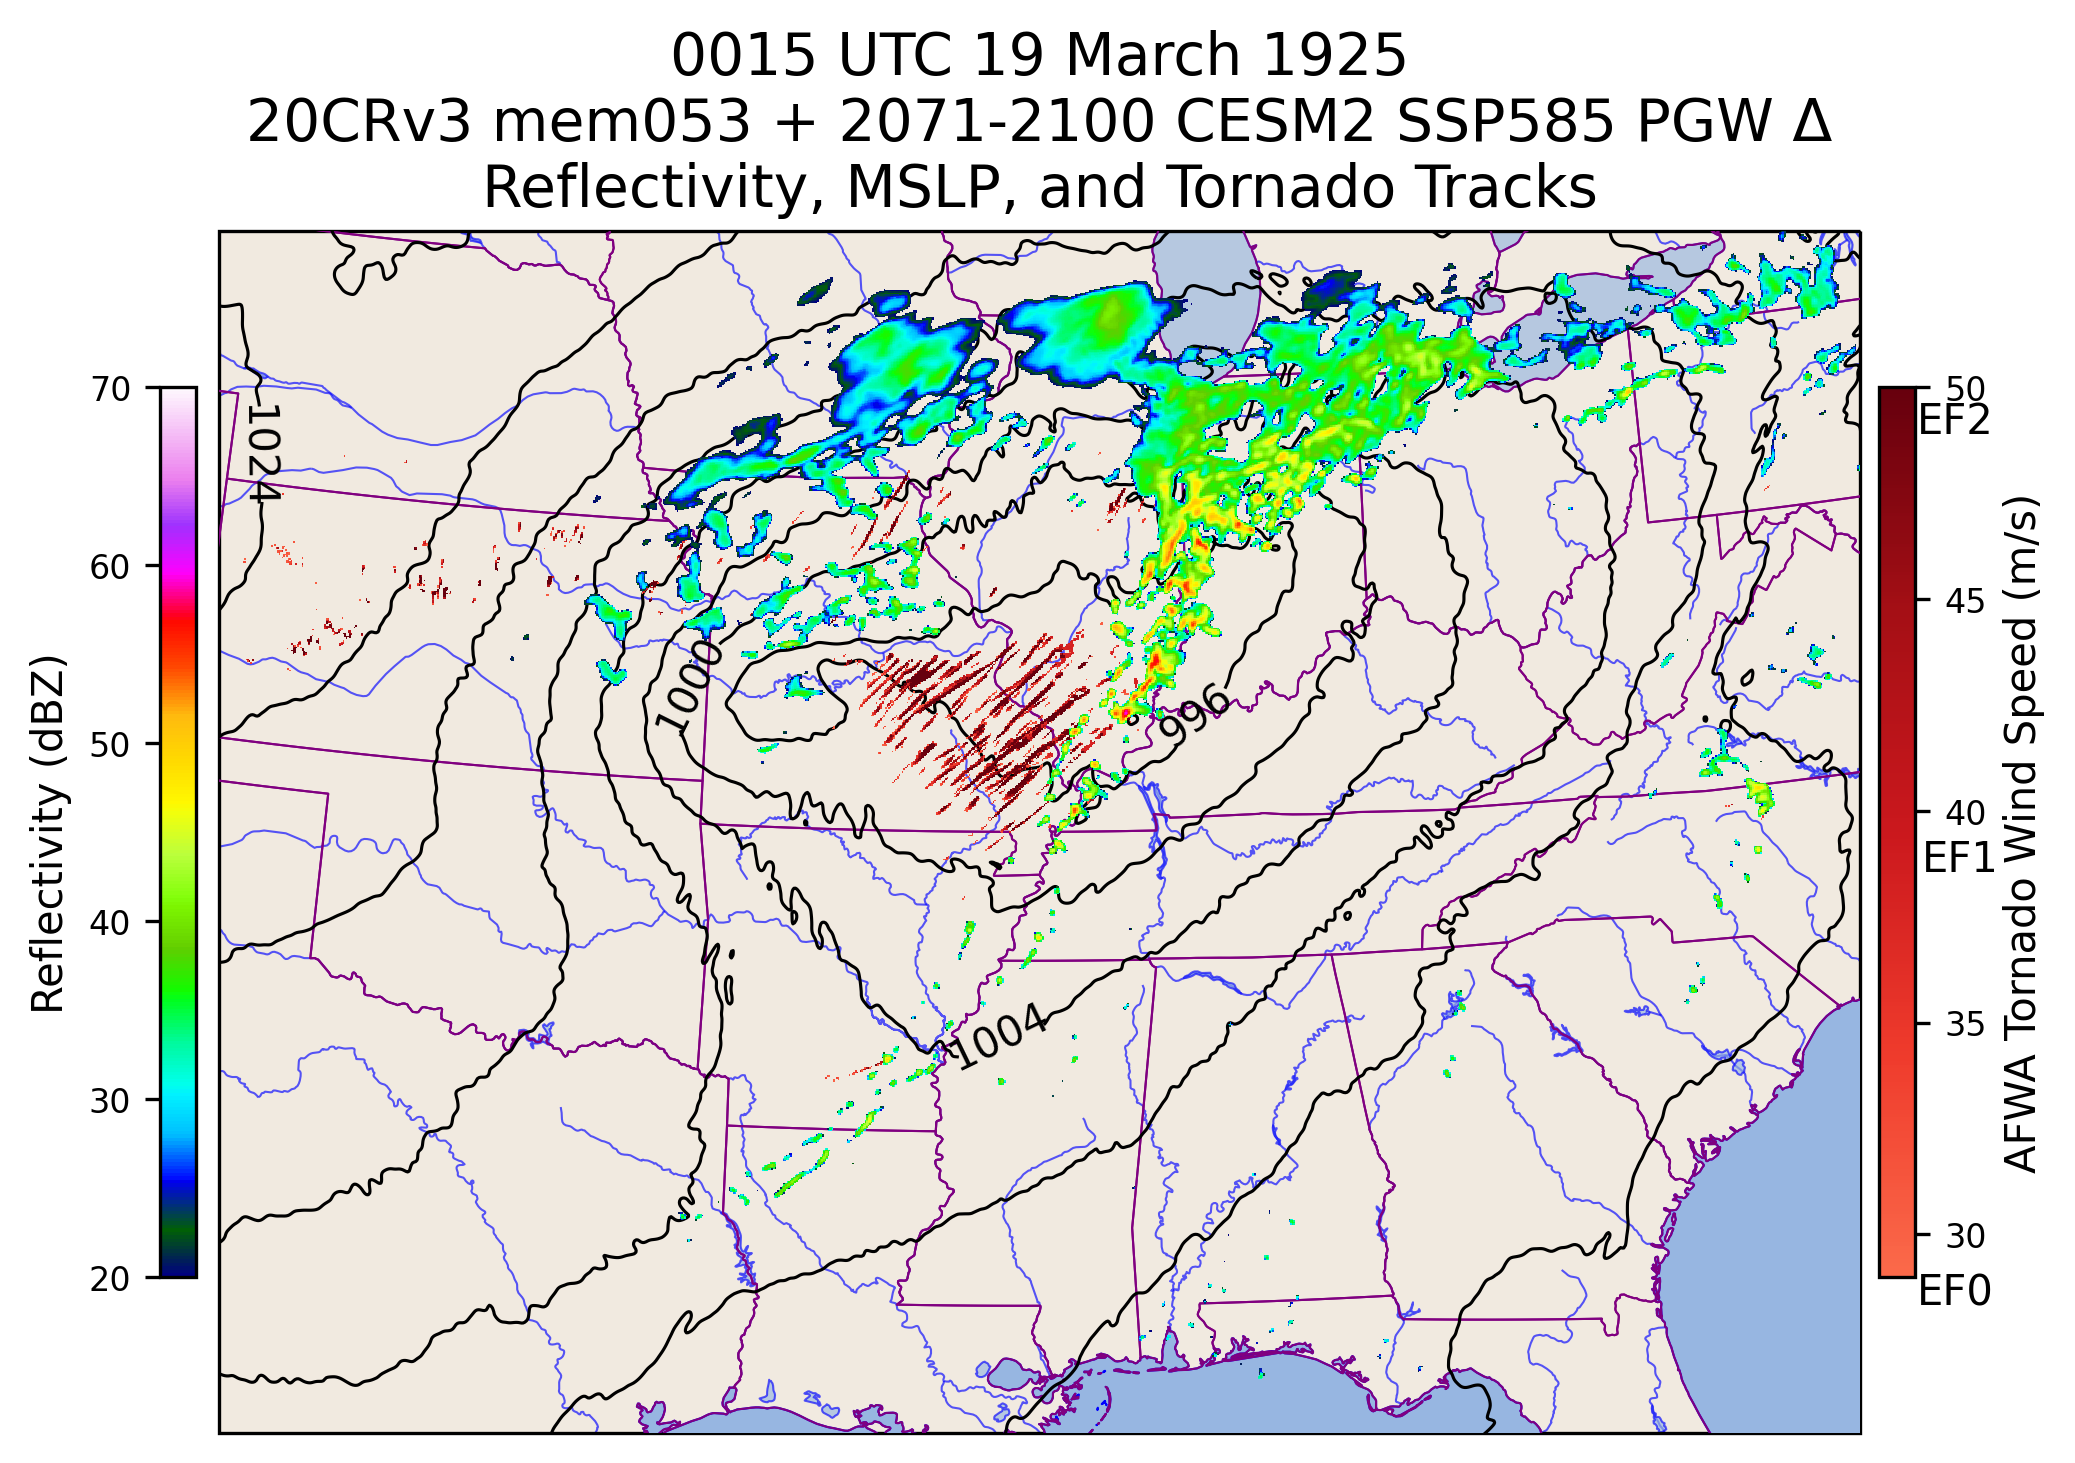 0015 UTC 19 March 1925
20CRv3 mem053 + 2071-2100 CESM2 SSP585 PGW Δ
Reflectivity, MSLP, and Tornado Tracks
70
60
50
40
30
20
Reflectivity (dBZ)
1024
1000
996
1004
50
EF2
45
40
EF1
35
30
EF0
AFWA Tornado Wind Speed (m/s)